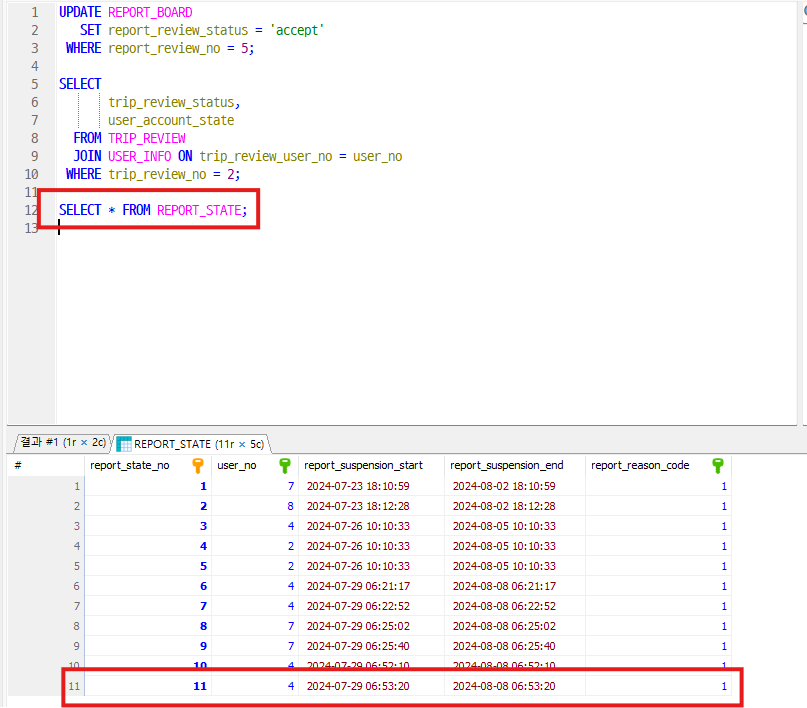 1 UPDATE REPORT_BOARD
2 SET report_review_status = 'accept'
3 WHERE report_review_no = 5;
4
5 SELECT
6 trip_review_status,
7 user_account_state
8 FROM TRIP_REVIEW
9 JOIN USER_INFO ON trip_review_user_no = user_no
10 WHERE trip_review_no = 2;
11
12 SELECT * FROM REPORT_STATE;
13
결과 #1 (1r × 2c) REPORT_STATE (11r × 5c)
# report_state_no user_no report_suspension_start report_suspension_end report_reason_code
1 1 7 2024-07-23 18:10:59 2024-08-02 18:10:59 1
2 2 8 2024-07-23 18:12:28 2024-08-02 18:12:28 1
3 3 4 2024-07-26 10:10:33 2024-08-05 10:10:33 1
4 4 2 2024-07-26 10:10:33 2024-08-05 10:10:33 1
5 5 2 2024-07-26 10:10:33 2024-08-05 10:10:33 1
6 6 4 2024-07-29 06:21:17 2024-08-08 06:21:17 1
7 7 4 2024-07-29 06:22:52 2024-08-08 06:22:52 1
8 8 7 2024-07-29 06:25:02 2024-08-08 06:25:02 1
9 9 7 2024-07-29 06:25:40 2024-08-08 06:25:40 1
10 10 4 2024-07-29 06:52:10 2024-08-08 06:52:10 1
11 11 4 2024-07-29 06:53:20 2024-08-08 06:53:20 1